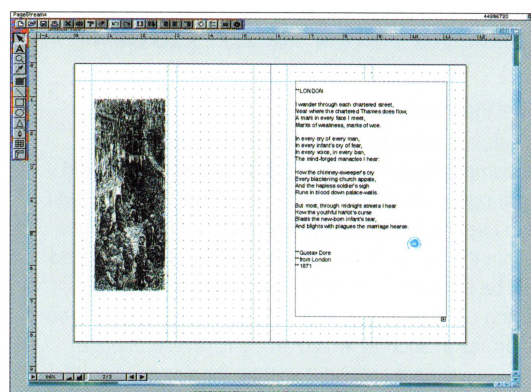 PageStream4
44996720
**LONDON
I wander through each chartered street,
Near where the chartered Thames does flow,
A mark in every face I meet,
Marks of weakness, marks of woe.
In every cry of every man,
In every infant's cry of fear,
In every voice, in every ban,
The mind-forged manacles I hear:
How the chimney-sweeper's cry
Every blackening church appals,
And the hapless soldier's sigh
Runs in blood down palace-walls.
But most, through midnight streets I hear
How the youthful harlot's curse
Blasts the new-born infant's tear,
And blights with plagues the marriage hearse.
**Gustav Dore
**from London
**1871
66%
2/2